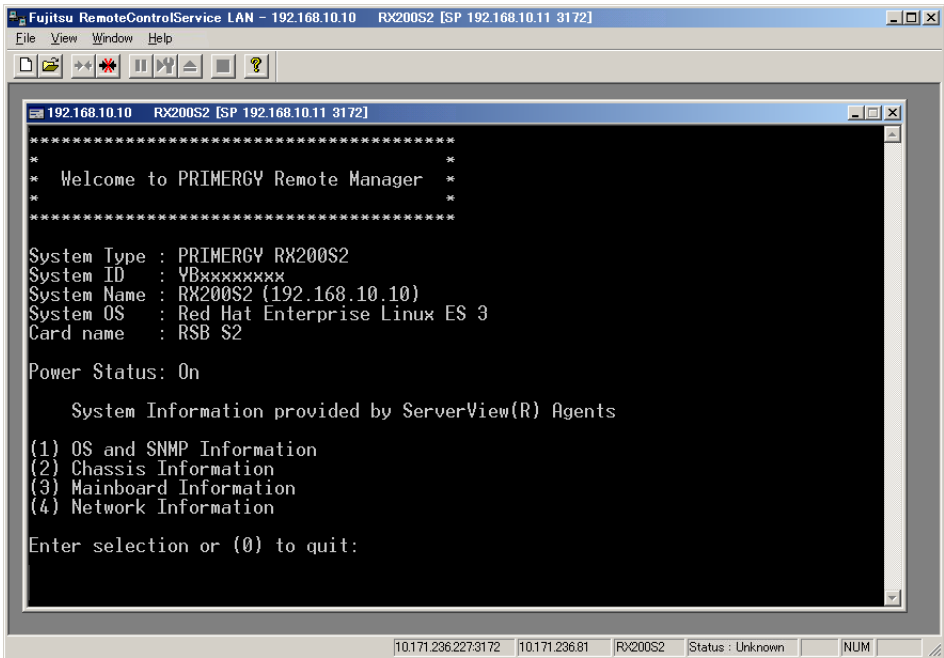 Fujitsu RemoteControlService LAN - 192.168.10.10 RX200S2 [SP 192.168.10.11 3172]
File View Window Help
192.168.10.10 RX200S2 [SP 192.168.10.11 3172]
****************************************
* *
* Welcome to PRIMERGY Remote Manager *
* *
****************************************
System Type : PRIMERGY RX200S2
System ID : YBxxxxxxxx
System Name : RX200S2 (192.168.10.10)
System OS : Red Hat Enterprise Linux ES 3
Card name : RSB S2
Power Status: On
System Information provided by ServerView(R) Agents
(1) OS and SNMP Information
(2) Chassis Information
(3) Mainboard Information
(4) Network Information
Enter selection or (0) to quit:
10.171.236.227:3172 10.171.236.81 RX200S2 Status : Unknown NUM